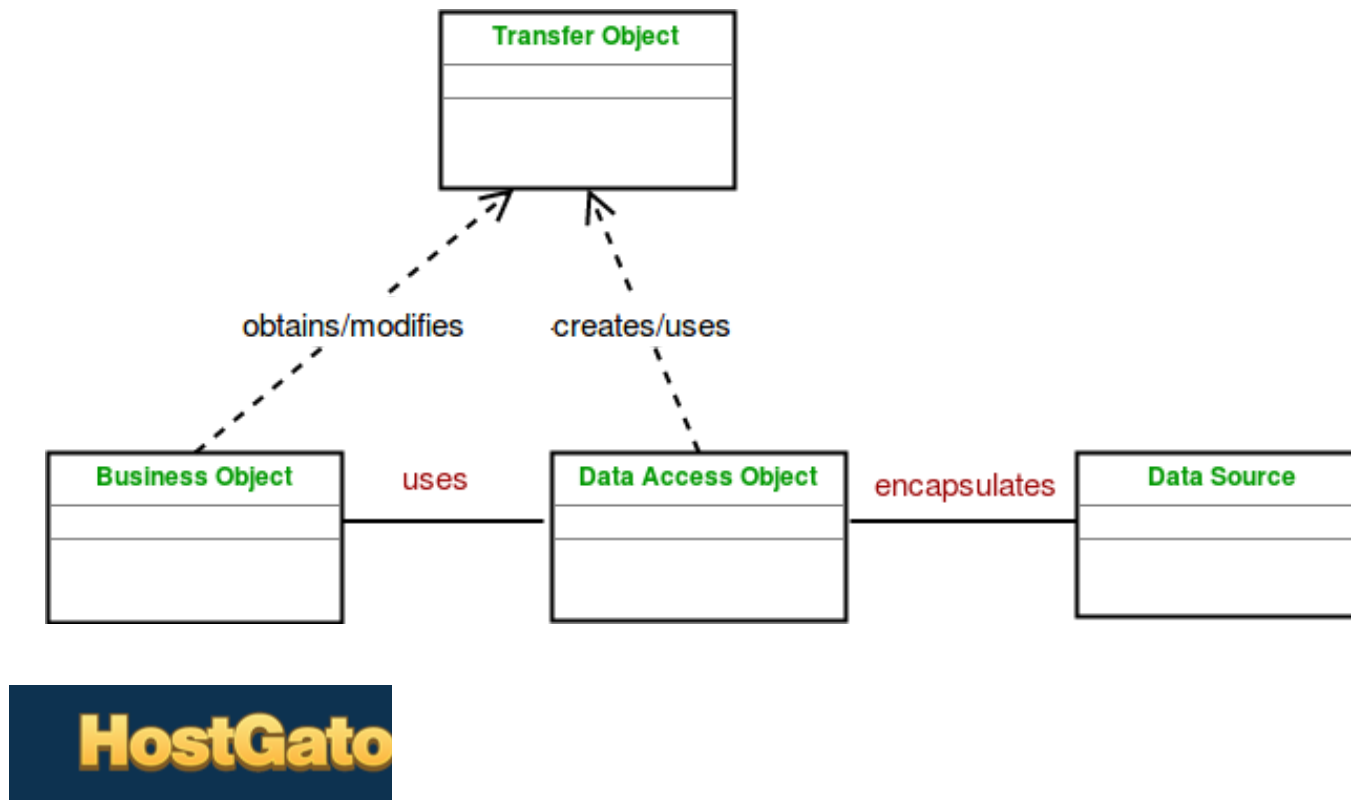 Transfer Object
obtains/modifies
creates/uses
Business Object
uses
Data Access Object
encapsulates
Data Source
HostGato